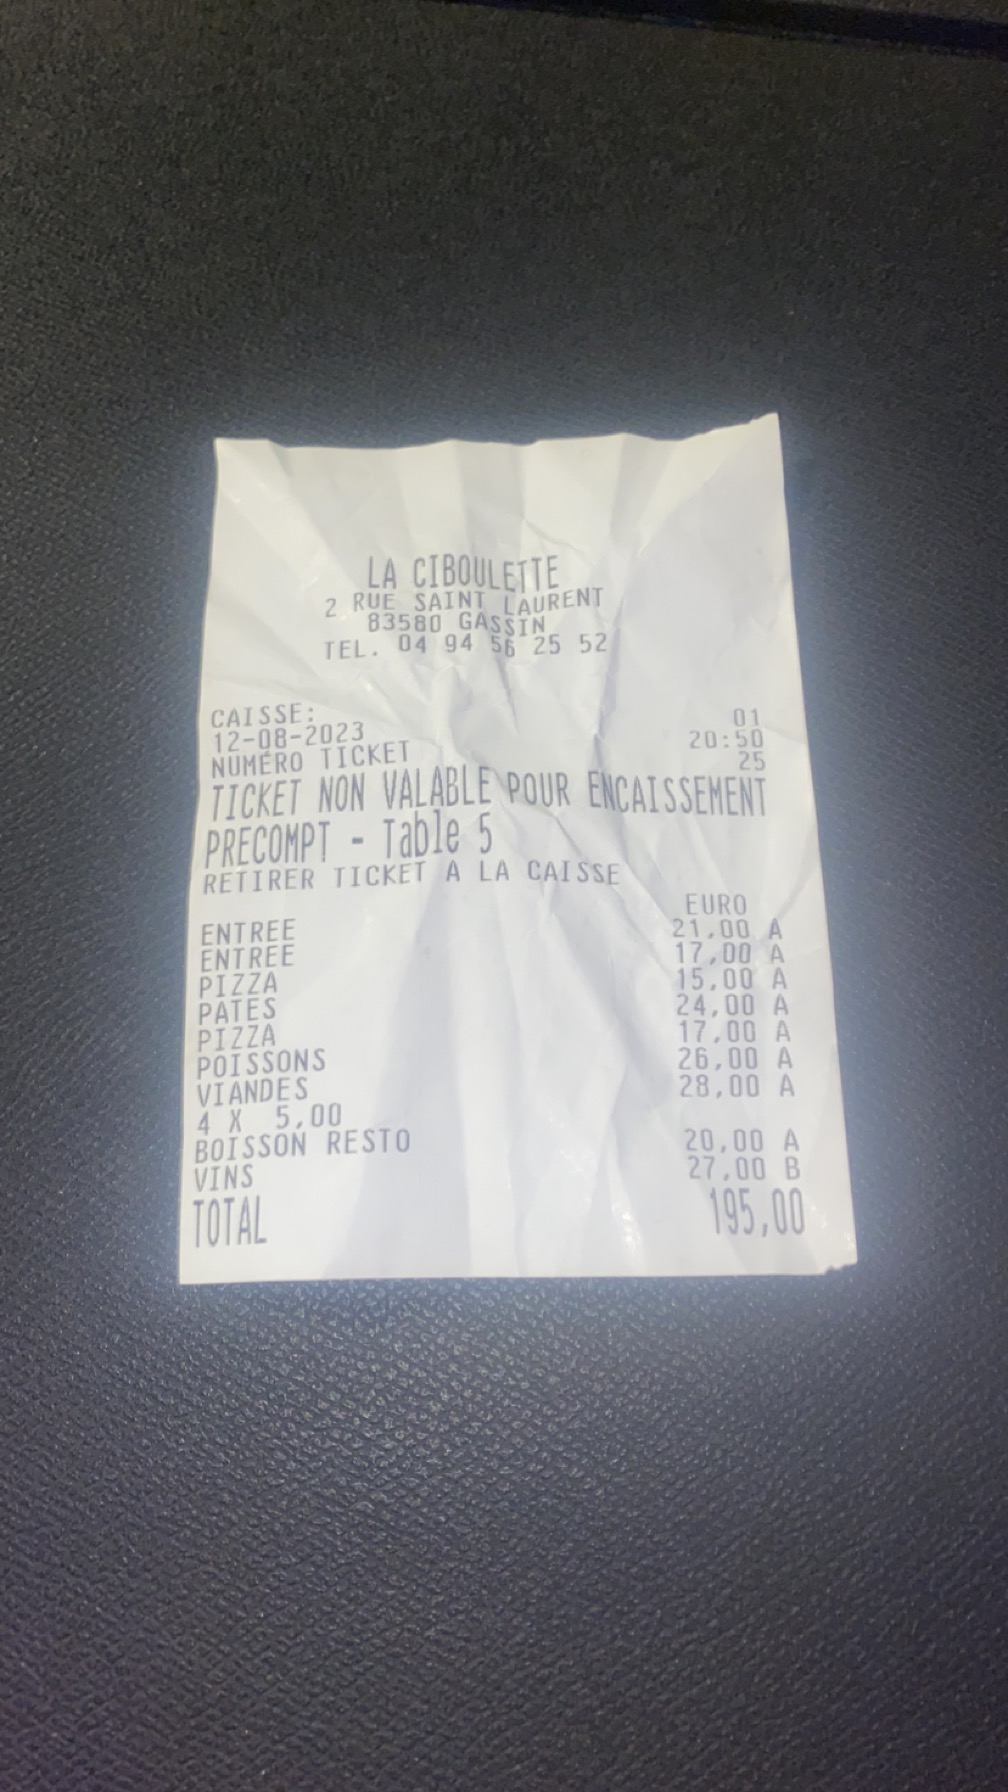 LA CIBOULETTE
2 RUE SAINT LAURENT
83580 GASSIN
TEL. 04 94 56 25 52
CAISSE: 01
12-08-2023 20:50
NUMÉRO TICKET 25
TICKET NON VALABLE POUR ENCAISSEMENT
PRECOMPT - Table 5
RETIRER TICKET A LA CAISSE
EURO
ENTREE 21,00 A
ENTREE 17,00 A
PIZZA 15,00 A
PATES 24,00 A
PIZZA 17,00 A
POISSONS 26,00 A
VIANDES 28,00 A
4 X 5,00
BOISSON RESTO 20,00 A
VINS 27,00 B
TOTAL 195,00